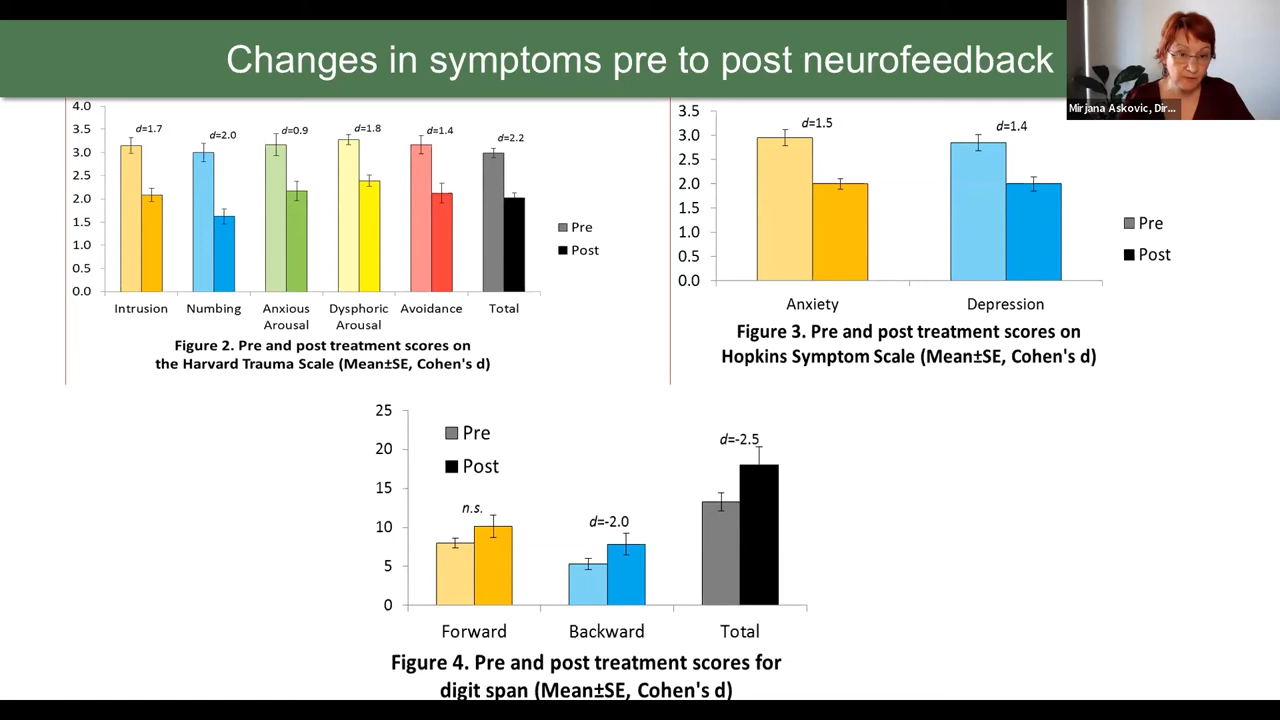 Changes in symptoms pre to post neurofeedback
Mirjana Askovic, Dir...
4.0
3.5
3.0
2.5
2.0
1.5
1.0
0.5
0.0
d=1.7
d=2.0
d=0.9
d=1.8
d=1.4
d=2.2
Pre
Post
Intrusion
Numbing
Anxious
Arousal
Dysphoric
Arousal
Avoidance
Total
Figure 2. Pre and post treatment scores on
the Harvard Trauma Scale (Mean±SE, Cohen's d)
3.5
3.0
2.5
2.0
1.5
1.0
0.5
0.0
d=1.5
d=1.4
Pre
Post
Anxiety
Depression
Figure 3. Pre and post treatment scores on
Hopkins Symptom Scale (Mean±SE, Cohen's d)
25
20
15
10
5
0
Pre
Post
n.s.
d=-2.0
d=-2.5
Forward
Backward
Total
Figure 4. Pre and post treatment scores for
digit span (Mean±SE, Cohen's d)